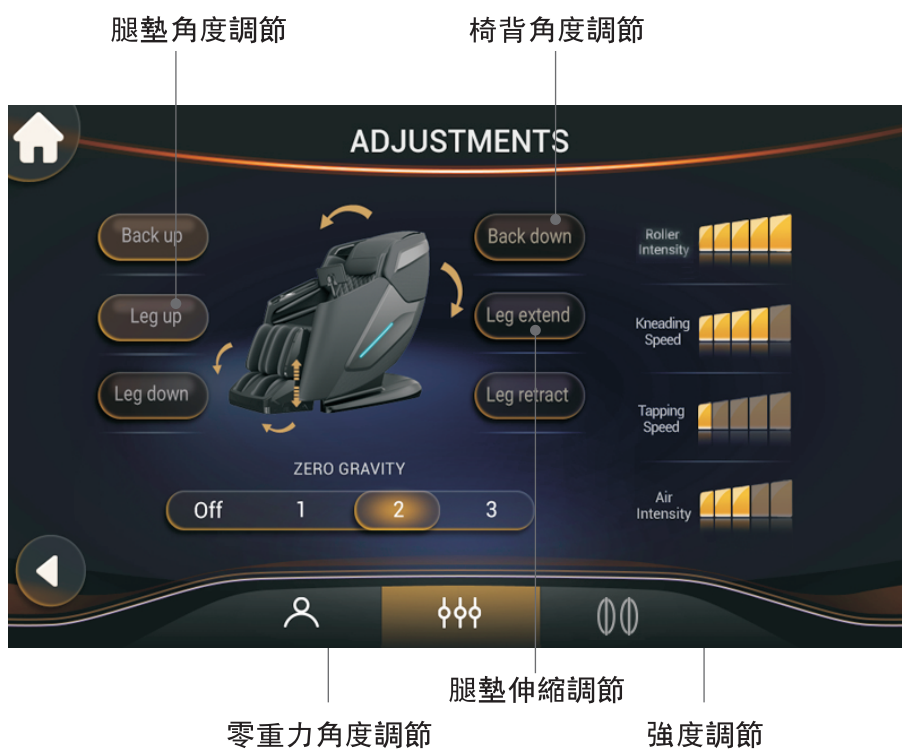 腿墊角度調節
椅背角度調節
ADJUSTMENTS
Back up
Back down
Roller
Intensity
Leg up
Leg extend
Kneading
Speed
Leg down
Leg retract
Tapping
Speed
ZERO GRAVITY
Off
1
2
3
Air
Intensity
腿墊伸縮調節
零重力角度調節
強度調節